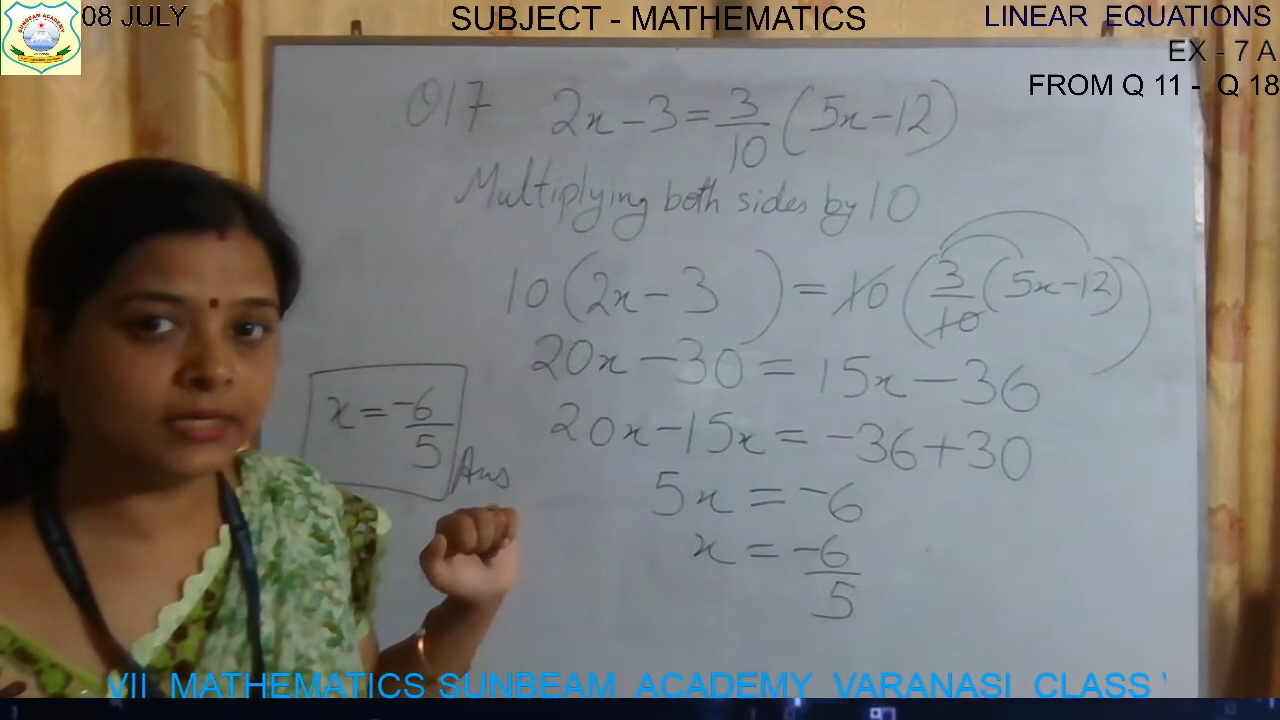 SUNBEAM ACADEMY
08 JULY
SUBJECT - MATHEMATICS
LINEAR EQUATIONS
EX - 7 A
FROM Q 11 - Q 18
Q17 2x-3=3/10(5x-12)
Multiplying both sides by 10
10(2x-3)=10(3/10(5x-12))
20x-30=15x-36
20x-15x=-36+30
5x=-6
x=-6/5
x=-6/5 Ans
VII MATHEMATICS SUNBEAM ACADEMY VARANASI CLASS